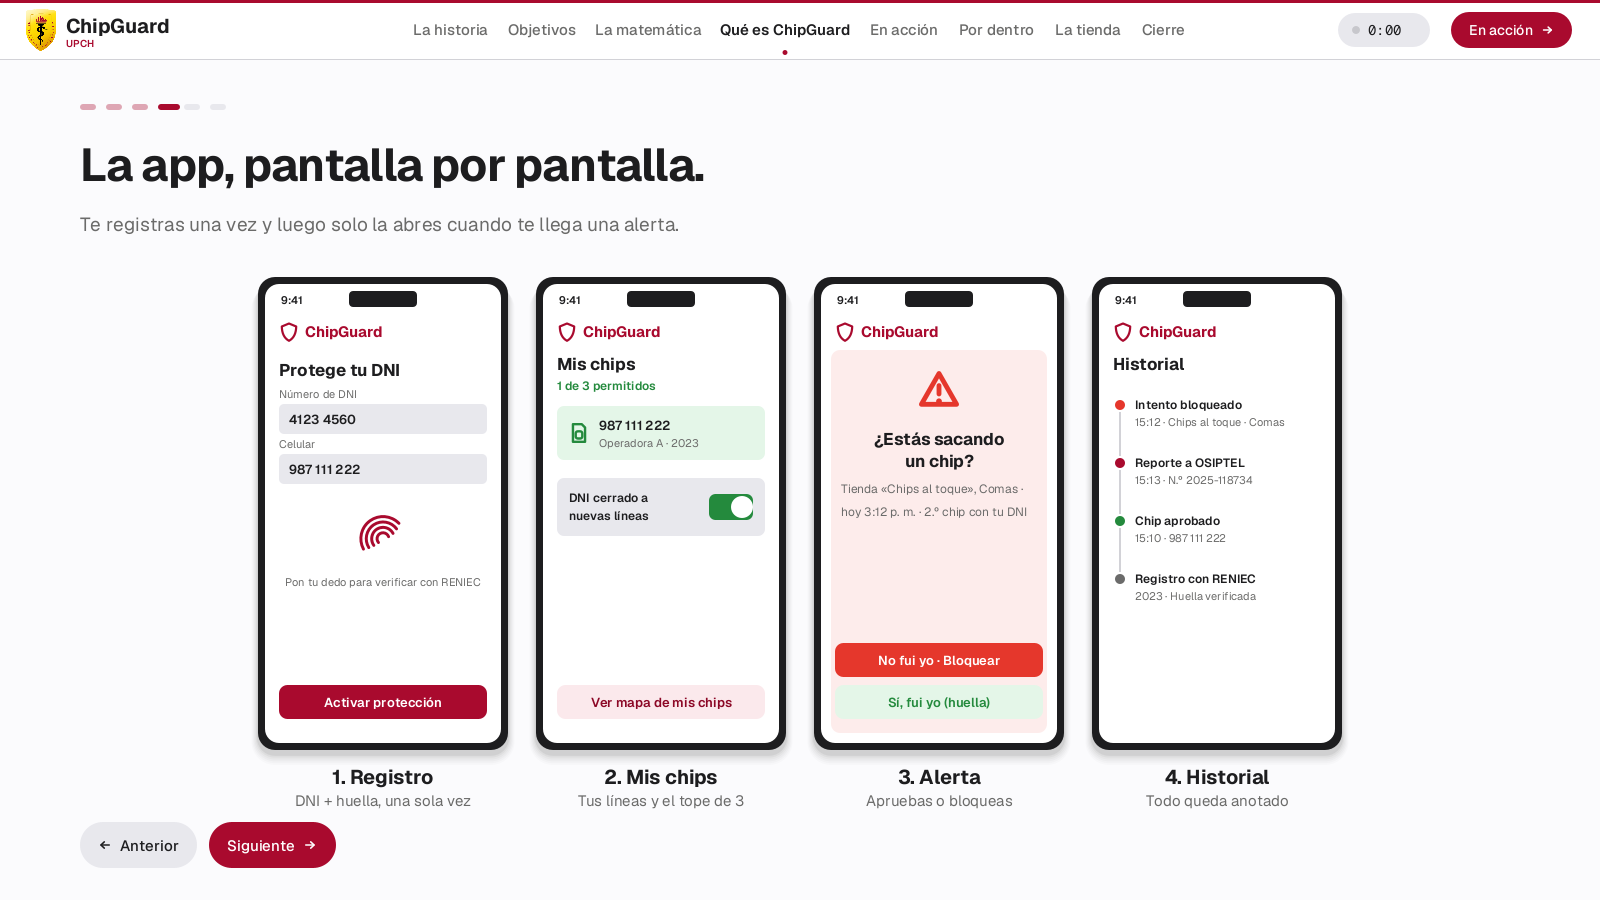 ChipGuard
UPCH
La historia
Objetivos
La matemática
Qué es ChipGuard
En acción
Por dentro
La tienda
Cierre
0:00
En acción →
La app, pantalla por pantalla.
Te registras una vez y luego solo la abres cuando te llega una alerta.
9:41
ChipGuard
Protege tu DNI
Número de DNI
4123 4560
Celular
987 111 222
Pon tu dedo para verificar con RENIEC
Activar protección
1. Registro
DNI + huella, una sola vez
9:41
ChipGuard
Mis chips
1 de 3 permitidos
987 111 222
Operadora A · 2023
DNI cerrado a
nuevas líneas
Ver mapa de mis chips
2. Mis chips
Tus líneas y el tope de 3
9:41
ChipGuard
¿Estás sacando
un chip?
Tienda «Chips al toque», Comas ·
hoy 3:12 p. m. · 2.º chip con tu DNI
No fui yo · Bloquear
Sí, fui yo (huella)
3. Alerta
Apruebas o bloqueas
9:41
ChipGuard
Historial
Intento bloqueado
15:12 · Chips al toque · Comas
Reporte a OSIPTEL
15:13 · N.º 2025-118734
Chip aprobado
15:10 · 987 111 222
Registro con RENIEC
2023 · Huella verificada
4. Historial
Todo queda anotado
← Anterior
Siguiente →